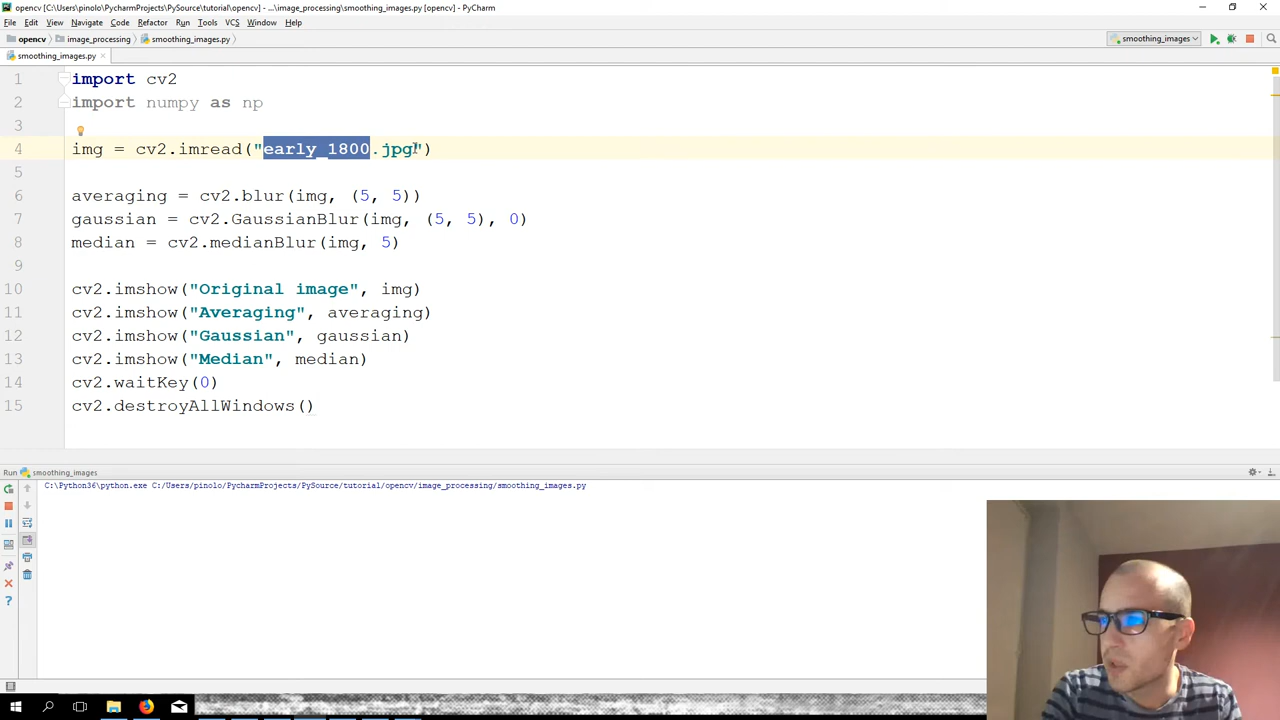 opencv [C:\Users\pinolo\PycharmProjects\PySource\tutorial\opencv] - ...\image_processing\smoothing_images.py [opencv] - PyCharm
File Edit View Navigate Code Refactor Run Tools VCS Window Help
opencv image_processing smoothing_images.py smoothing_images
smoothing_images.py
1 import cv2
2 import numpy as np
3
4 img = cv2.imread("early_1800.jpg")
5
6 averaging = cv2.blur(img, (5, 5))
7 gaussian = cv2.GaussianBlur(img, (5, 5), 0)
8 median = cv2.medianBlur(img, 5)
9
10 cv2.imshow("Original image", img)
11 cv2.imshow("Averaging", averaging)
12 cv2.imshow("Gaussian", gaussian)
13 cv2.imshow("Median", median)
14 cv2.waitKey(0)
15 cv2.destroyAllWindows()
Run smoothing_images
C:\Python36\python.exe C:/Users/pinolo/PycharmProjects/PySource/tutorial/opencv/image_processing/smoothing_images.py